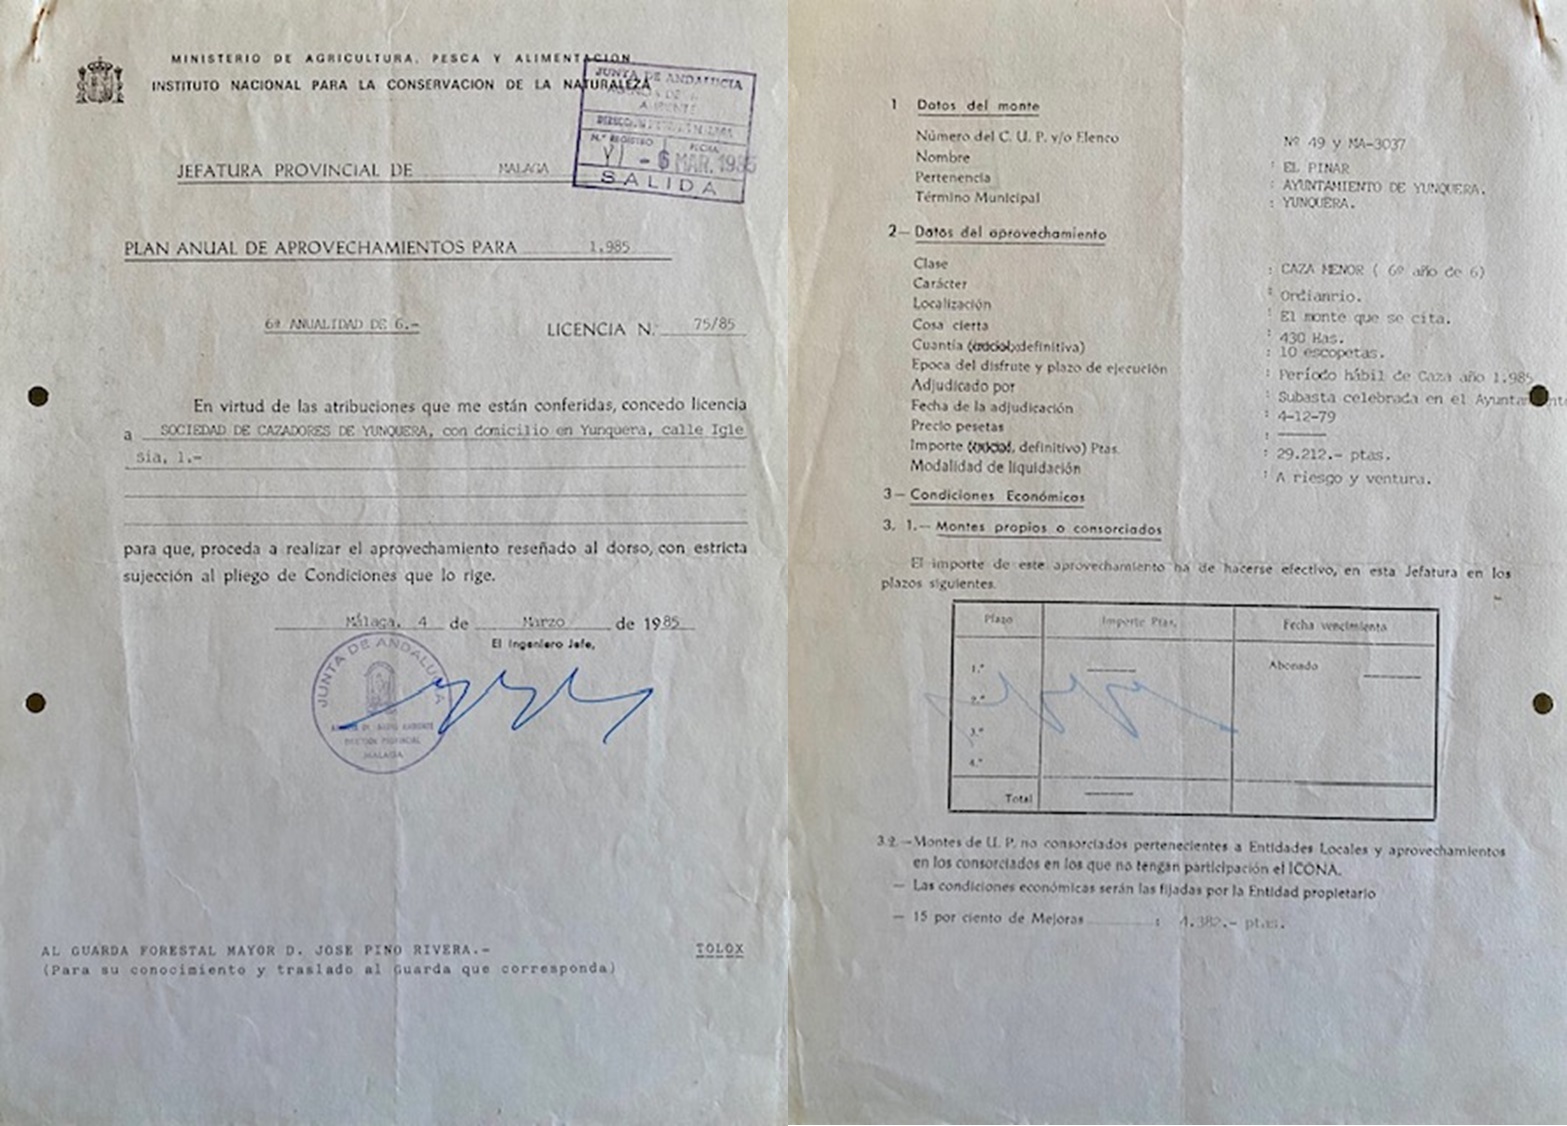 MINISTERIO DE AGRICULTURA, PESCA Y ALIMENTACION
INSTITUTO NACIONAL PARA LA CONSERVACION DE LA NATURALEZA
JUNTA DE ANDALUCIA
N.º REGISTRO FECHA
- 6 MAR. 1985
SALIDA
JEFATURA PROVINCIAL DE MALAGA
PLAN ANUAL DE APROVECHAMIENTOS PARA 1.985
6ª ANUALIDAD DE 6.-
LICENCIA N. 75/85
En virtud de las atribuciones que me están conferidas, concedo licencia
a SOCIEDAD DE CAZADORES DE YUNQUERA, con domicilio en Yunquera, calle Igle
sia, 1.-
para que, proceda a realizar el aprovechamiento reseñado al dorso, con estricta
sujección al pliego de Condiciones que lo rige.
Málaga, 4 de Marzo de 1985
El Ingeniero Jefe,
JUNTA DE ANDALUCIA
DIRECCION PROVINCIAL
MALAGA
AL GUARDA FORESTAL MAYOR D. JOSE PINO RIVERA.- TOLOX
(Para su conocimiento y traslado al Guarda que corresponda)
1 Datos del monte
Número del C. U. P. y/o Elenco Nº 49 y MA-3037
Nombre : EL PINAR
Pertenencia : AYUNTAMIENTO DE YUNQUERA.
Término Municipal : YUNQUERA.
2— Datos del aprovechamiento
Clase : CAZA MENOR ( 6º año de 6)
Carácter : Ordianrio.
Localización : El monte que se cita.
Cosa cierta : 430 Has.
Cuantía (inicial, definitiva) : 10 escopetas.
Epoca del disfrute y plazo de ejecución : Período hábil de Caza año 1.985
Adjudicado por : Subasta celebrada en el Ayuntamiento
Fecha de la adjudicación : 4-12-79
Precio pesetas :
Importe (inicial, definitivo) Ptas. : 29.212.- ptas.
Modalidad de liquidación : A riesgo y ventura.
3— Condiciones Económicas
3. 1.— Montes propios o consorciados
El importe de este aprovechamiento ha de hacerse efectivo, en esta Jefatura en los
plazos siguientes.
Plazo Importe Ptas. Fecha vencimiento
1.º Abonado
2.º
3.º
4.º
Total
3.2.—Montes de U. P. no consorciados pertenecientes a Entidades Locales y aprovechamientos
en los consorciados en los que no tengan participación el ICONA.
— Las condiciones económicas serán las fijadas por la Entidad propietario
— 15 por ciento de Mejoras : 4.382.- ptas.